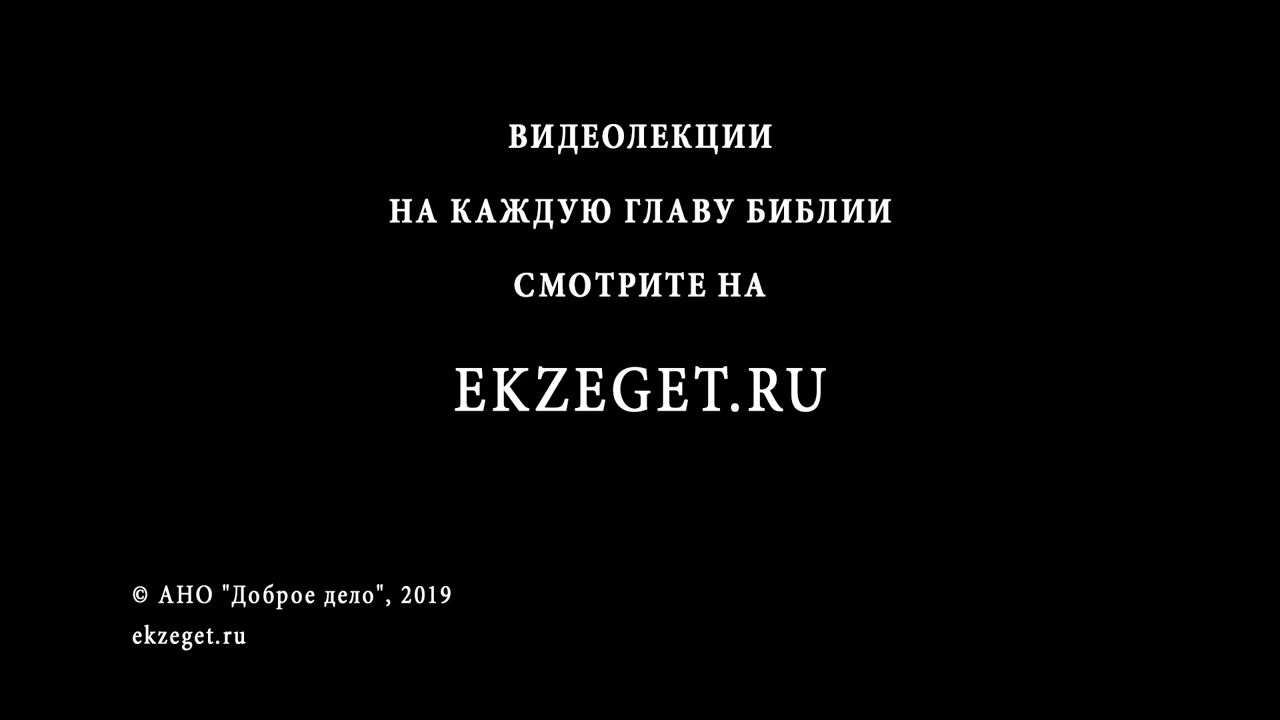 ВИДЕОЛЕКЦИИ
НА КАЖДУЮ ГЛАВУ БИБЛИИ
СМОТРИТЕ НА
EKZEGET.RU
© АНО "Доброе дело", 2019
ekzeget.ru